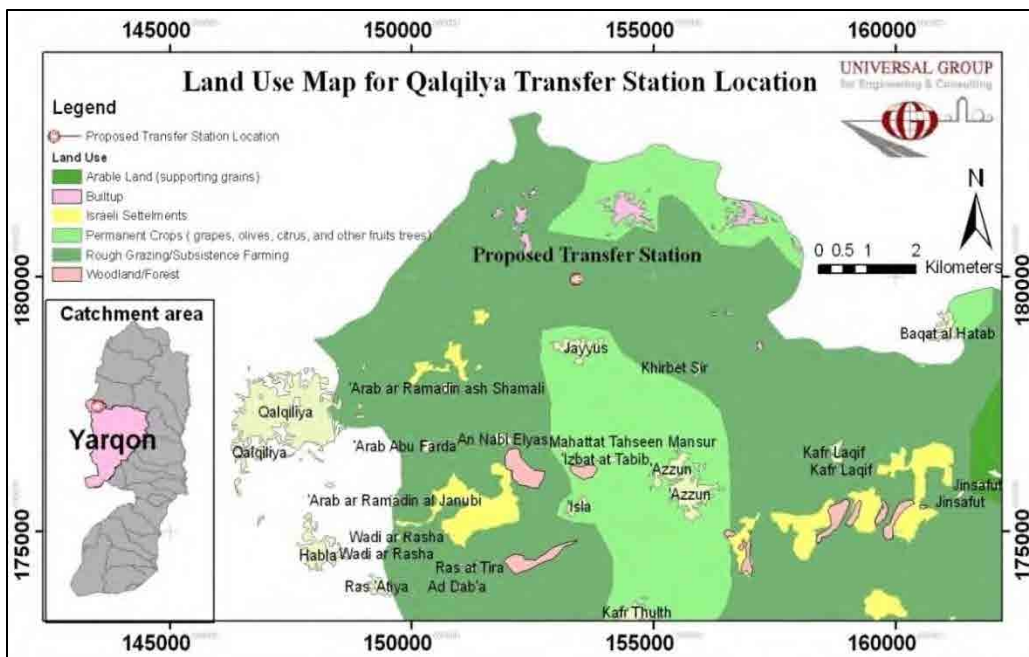 145000 150000 155000 160000
Land Use Map for Qalqilya Transfer Station Location
UNIVERSAL GROUP
for Engineering & Consulting
Legend
Proposed Transfer Station Location
Land Use
Arable Land (supporting grains)
Builtup
Israeli Settelments
Permanent Crops ( grapes, olives, citrus, and other fruits trees)
Rough Grazing/Subsistence Farming
Woodland/Forest
N
0 0.5 1 2
Kilometers
Proposed Transfer Station
180000
180000
Catchment area
Yarqon
Baqat al Hatab
Jayyus
Khirbet Sir
'Arab ar Ramadin ash Shamali
Qalqiliya
Qalqiliya
'Arab Abu Farda
An Nabi Elyas
Mahattat Tahseen Mansur
'Izbat at Tabib
'Azzun
'Azzun
Kafr Laqif
Kafr Laqif
Jinsafut
Jinsafut
'Arab ar Ramadin al Janubi
'Isla
175000
175000
Wadi ar Rasha
Habla
Wadi ar Rasha
Ras at Tira
Ras 'Atiya
Ad Dab'a
Kafr Thulth
145000 150000 155000 160000